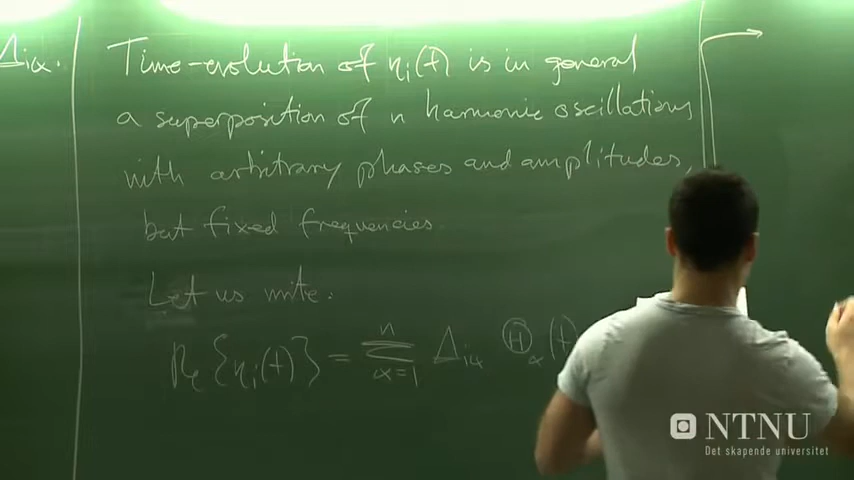 Δiα.
Time-evolution of ηi(t) is in general
a superposition of n harmonic oscillations
with arbitrary phases and amplitudes,
but fixed frequencies.
Let us write:
Re {ηi(t)} = Σ_{α=1}^{n} Δiα Θα(t)
NTNU
Det skapende universitet